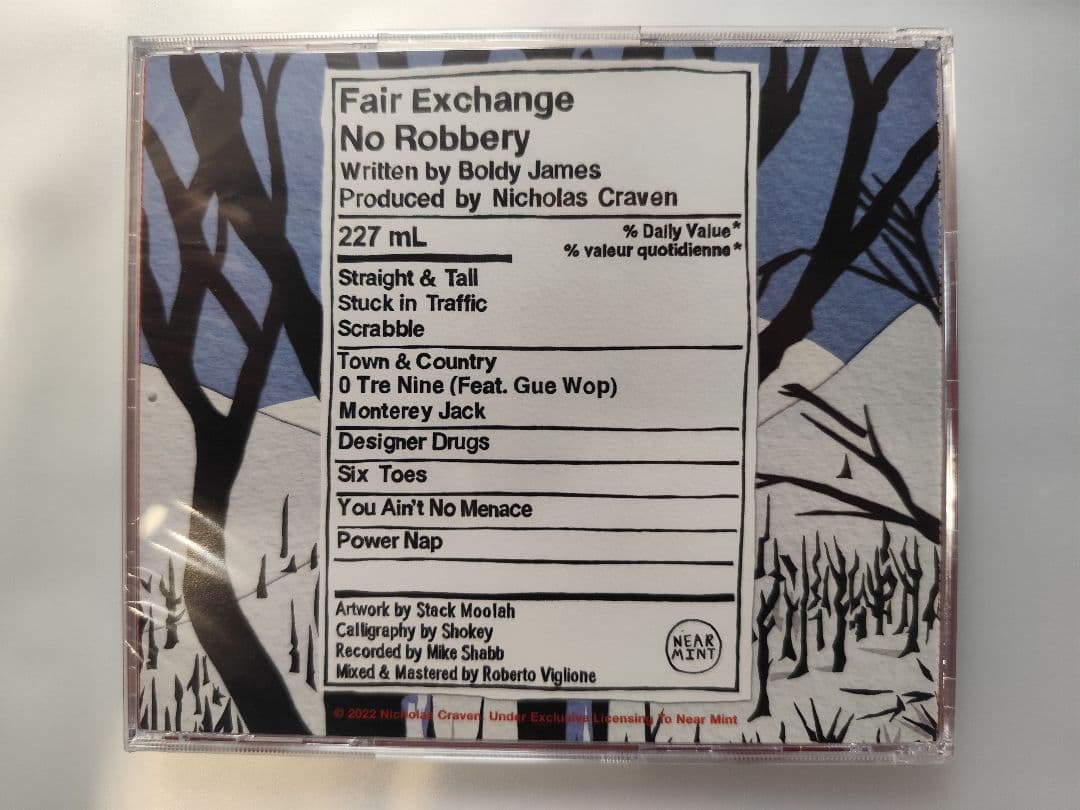 Fair Exchange
No Robbery
Written by Boldy James
Produced by Nicholas Craven
227 mL
% Daily Value*
% valeur quotidienne*
Straight & Tall
Stuck in Traffic
Scrabble
Town & Country
0 Tre Nine (Feat. Gue Wop)
Monterey Jack
Designer Drugs
Six Toes
You Ain't No Menace
Power Nap
Artwork by Stack Moolah
Calligraphy by Shokey
Recorded by Mike Shabb
Mixed & Mastered by Roberto Viglione
NEAR
MINT
© 2022 Nicholas Craven. Under Exclusive Licensing To Near Mint